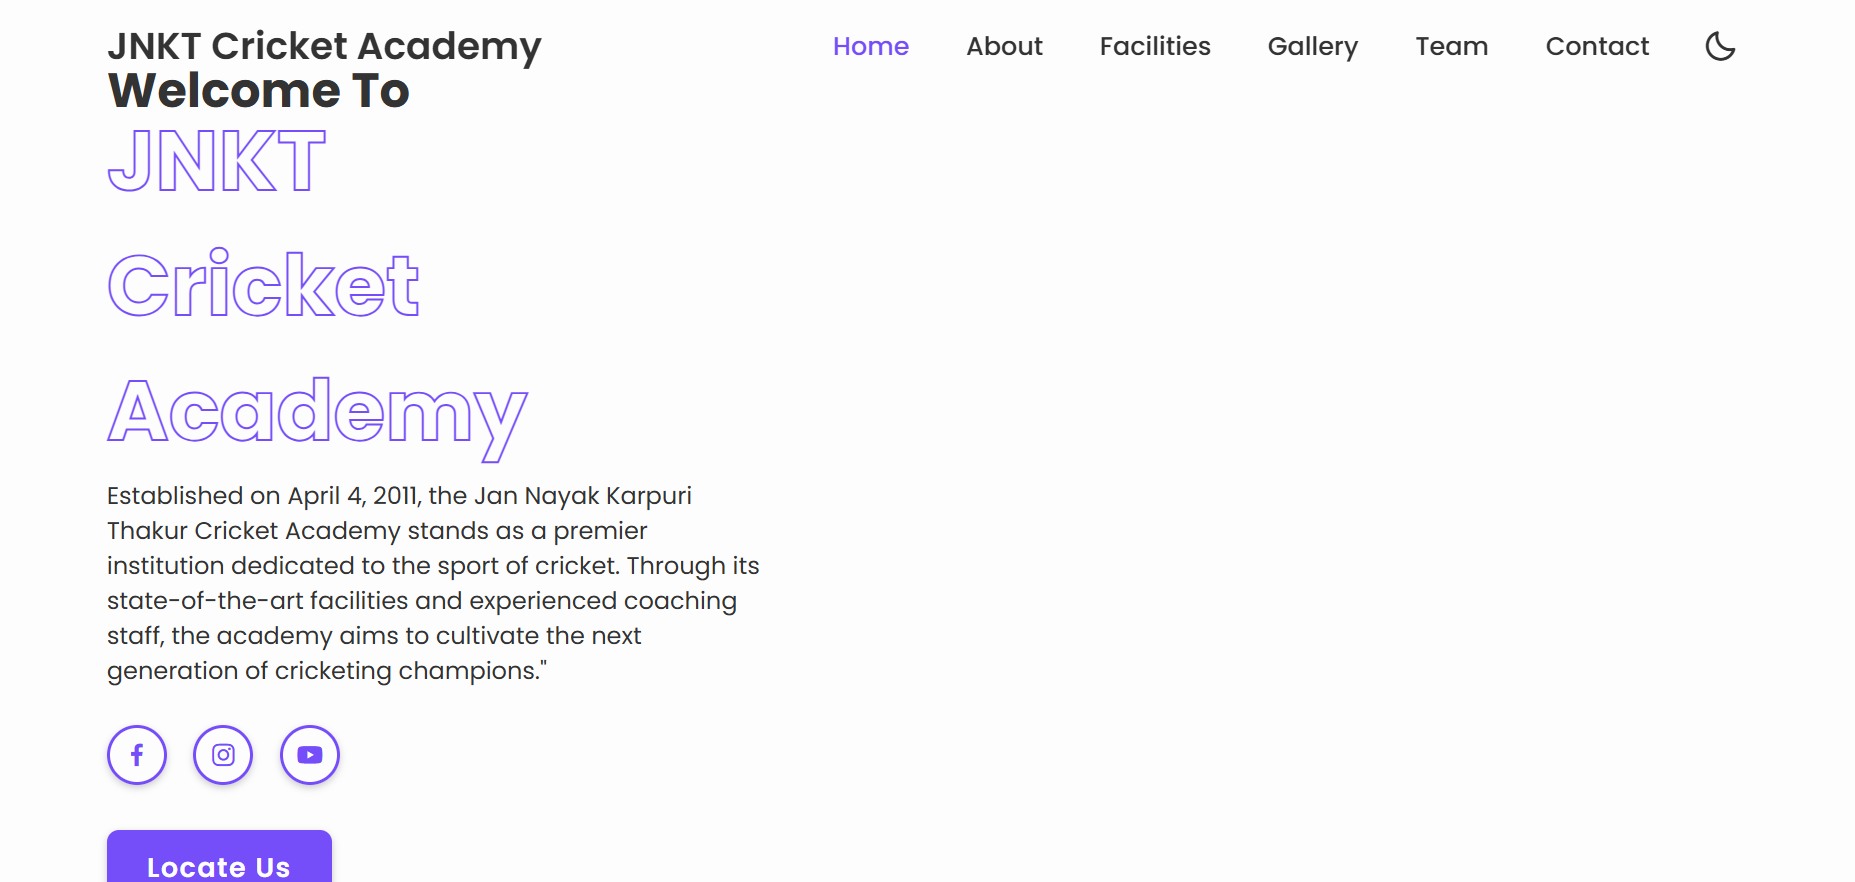 JNKT Cricket Academy
Home About Facilities Gallery Team Contact
Welcome To
JNKT
Cricket
Academy
Established on April 4, 2011, the Jan Nayak Karpuri
Thakur Cricket Academy stands as a premier
institution dedicated to the sport of cricket. Through its
state-of-the-art facilities and experienced coaching
staff, the academy aims to cultivate the next
generation of cricketing champions."
Locate Us